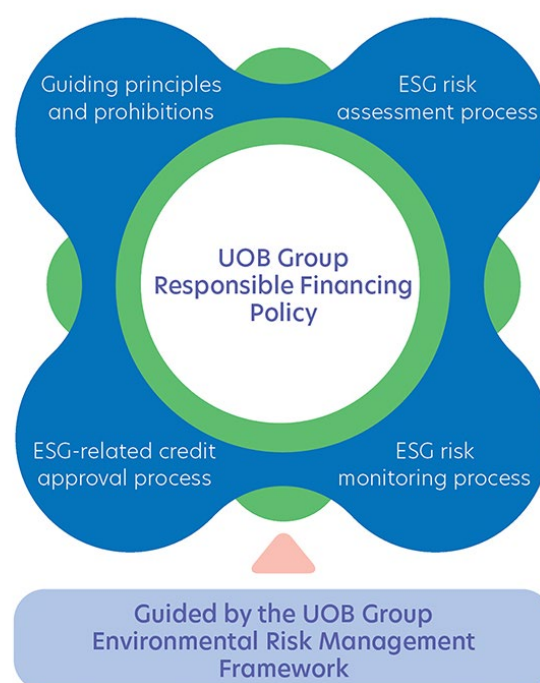 Guiding principles
and prohibitions
ESG risk
assessment process
UOB Group
Responsible Financing
Policy
ESG-related credit
approval process
ESG risk
monitoring process
Guided by the UOB Group
Environmental Risk Management
Framework